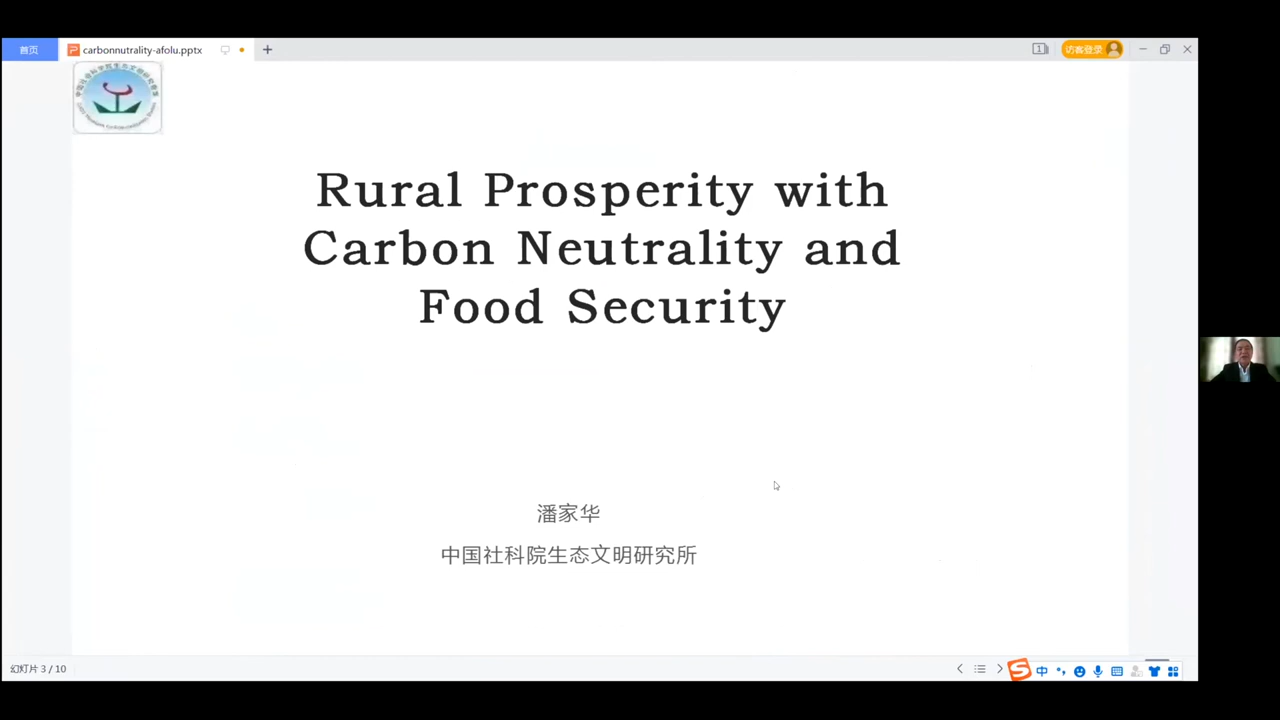 首页
carbonnutrality-afolu.pptx
访客登录
Rural Prosperity with
Carbon Neutrality and
Food Security
潘家华
中国社科院生态文明研究所
幻灯片 3 / 10
中